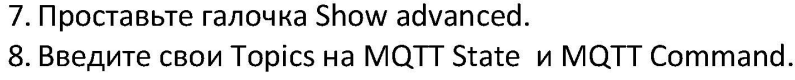 7. Проставьте галочка Show advanced.
8. Введите свои Topics на MQTT State и MQTT Command.